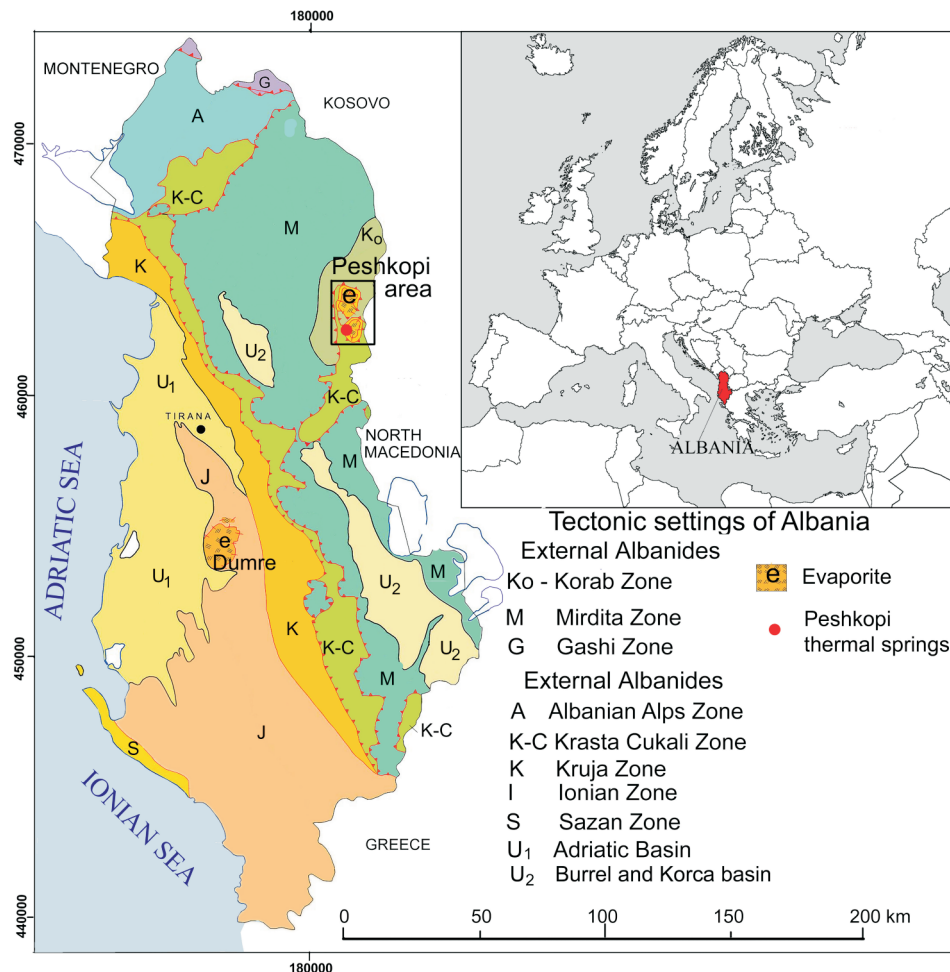 180000
MONTENEGRO
G
KOSOVO
A
470000
K-C
M
Ko
K
Peshkopi
area
e
U2
U1
K-C
460000
TIRANA
NORTH
MACEDONIA
M
J
ADRIATIC SEA
e
Dumre
U1
U2
M
K
K-C
U2
450000
M
K-C
J
S
IONIAN SEA
GREECE
440000
180000
ALBANIA
Tectonic settings of Albania
External Albanides
Ko - Korab Zone
M Mirdita Zone
G Gashi Zone
External Albanides
A Albanian Alps Zone
K-C Krasta Cukali Zone
K Kruja Zone
I Ionian Zone
S Sazan Zone
U1 Adriatic Basin
U2 Burrel and Korca basin
e Evaporite
Peshkopi
thermal springs
0 50 100 150 200 km